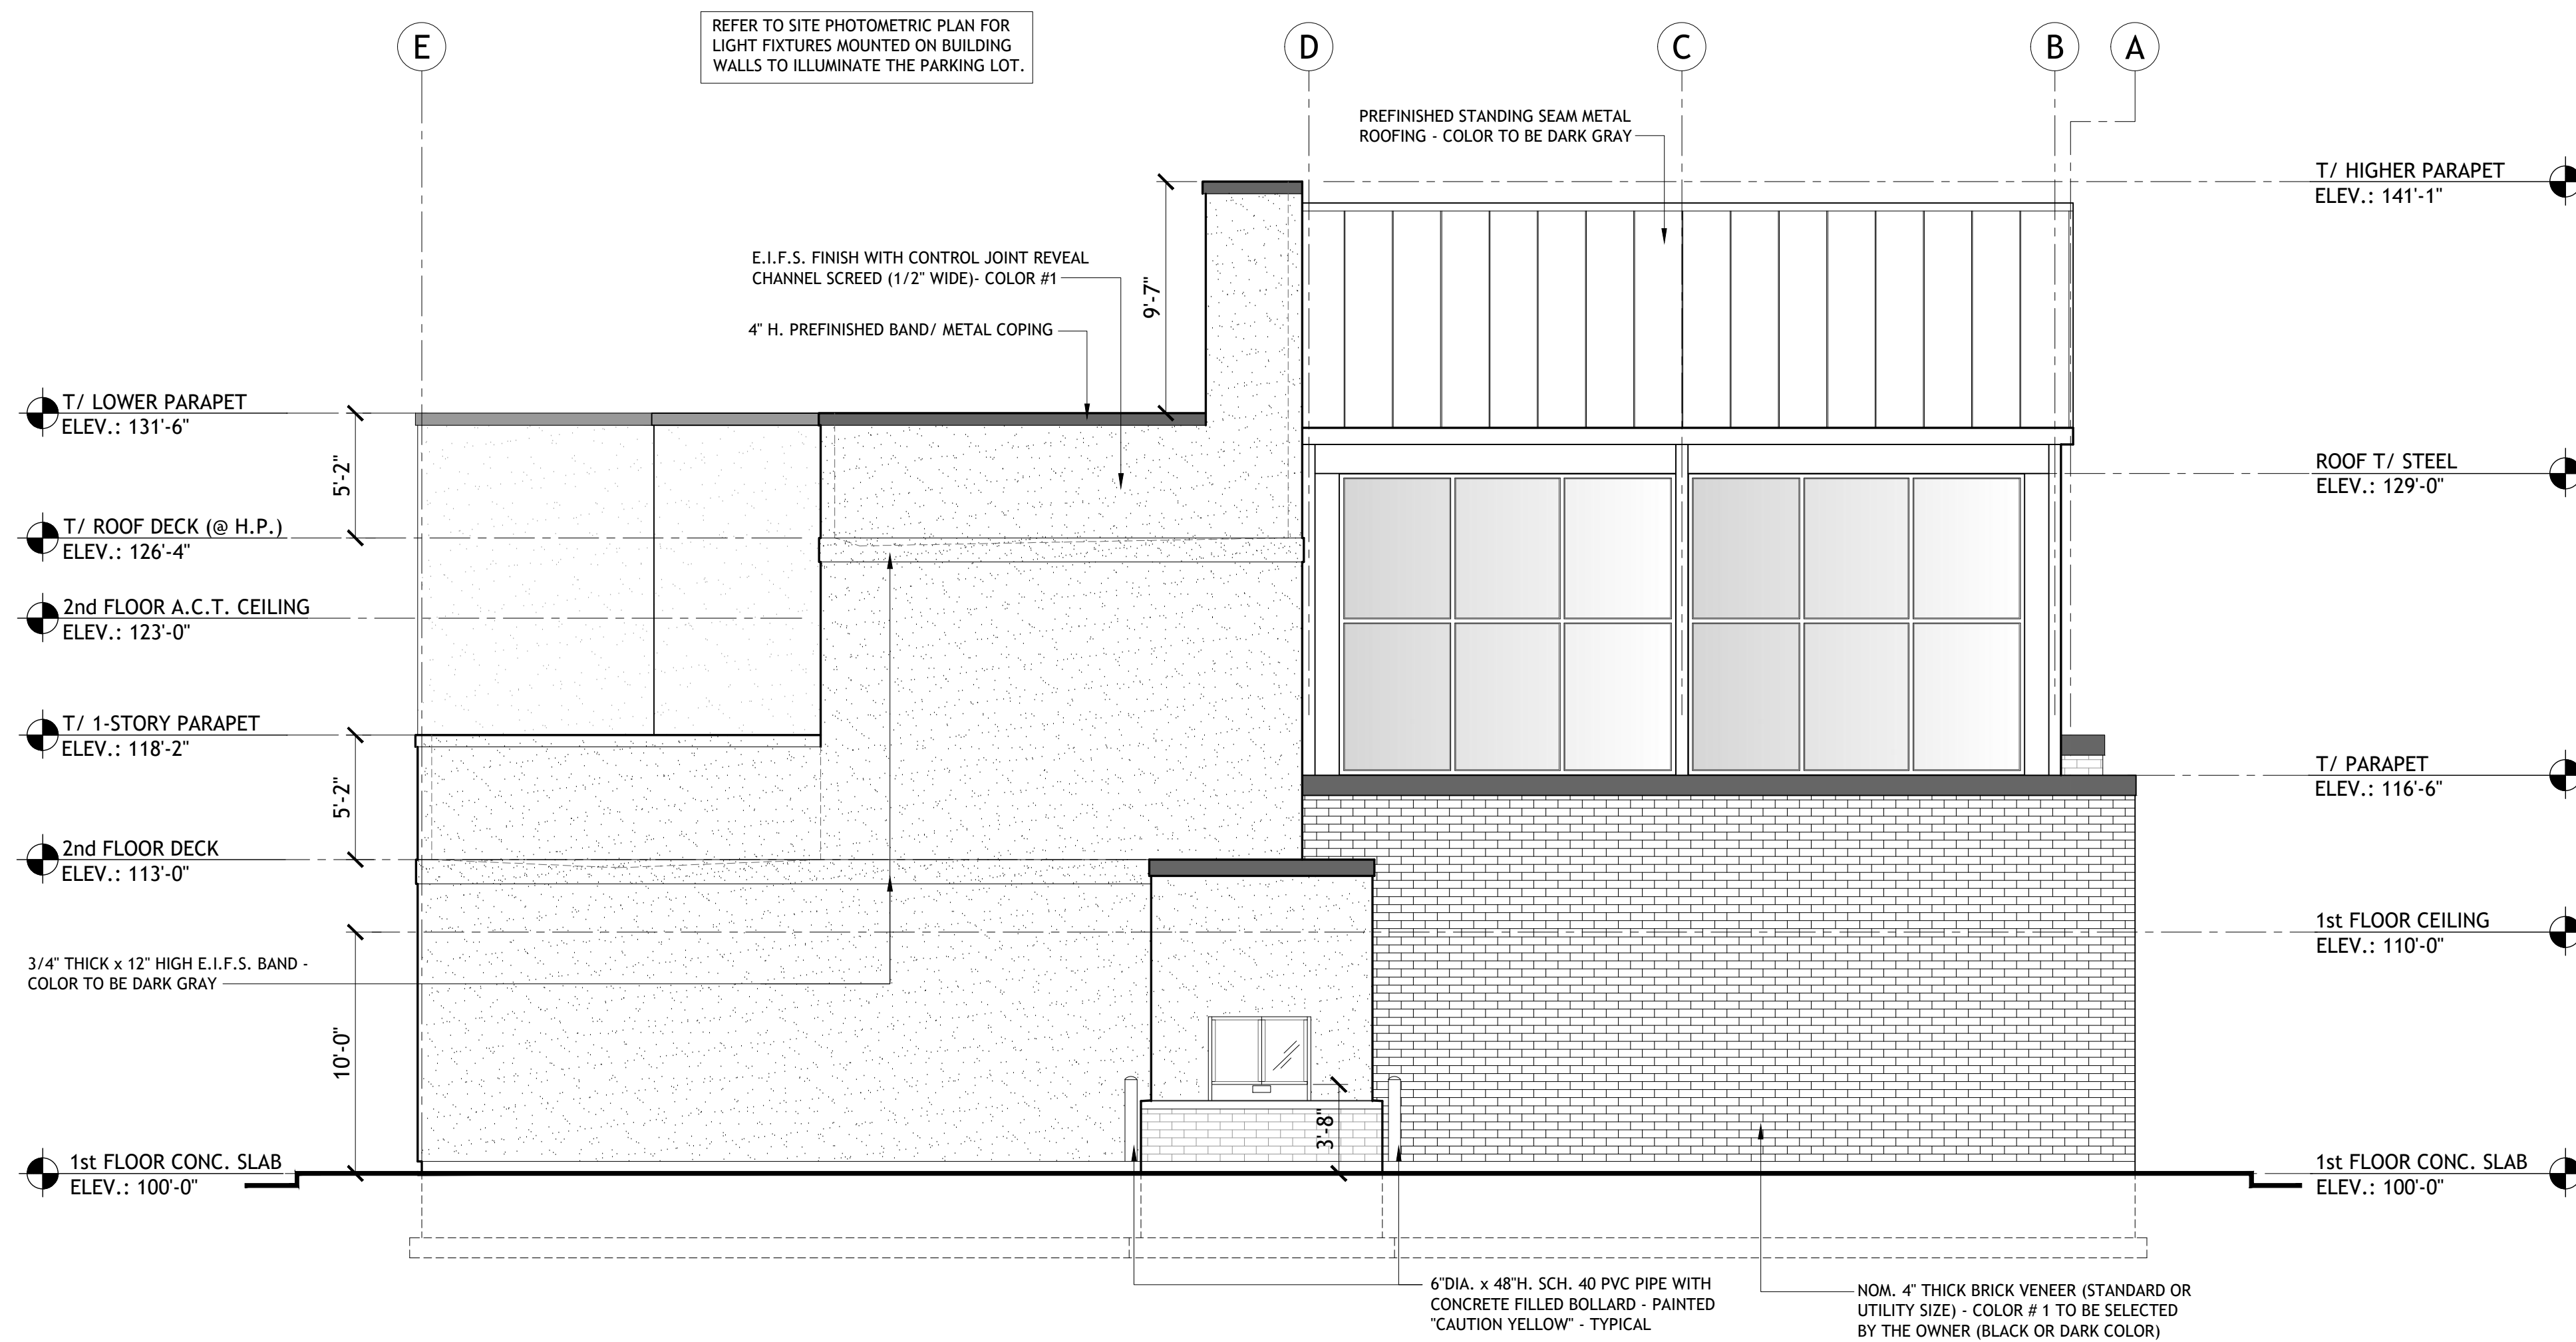 E
REFER TO SITE PHOTOMETRIC PLAN FOR
LIGHT FIXTURES MOUNTED ON BUILDING
WALLS TO ILLUMINATE THE PARKING LOT.
D
C
B
A
PREFINISHED STANDING SEAM METAL
ROOFING - COLOR TO BE DARK GRAY
T/ HIGHER PARAPET
ELEV.: 141'-1"
E.I.F.S. FINISH WITH CONTROL JOINT REVEAL
CHANNEL SCREED (1/2" WIDE)- COLOR #1
9'-7"
4" H. PREFINISHED BAND/ METAL COPING
T/ LOWER PARAPET
ELEV.: 131'-6"
5'-2"
ROOF T/ STEEL
ELEV.: 129'-0"
T/ ROOF DECK (@ H.P.)
ELEV.: 126'-4"
2nd FLOOR A.C.T. CEILING
ELEV.: 123'-0"
T/ 1-STORY PARAPET
ELEV.: 118'-2"
5'-2"
T/ PARAPET
ELEV.: 116'-6"
2nd FLOOR DECK
ELEV.: 113'-0"
1st FLOOR CEILING
ELEV.: 110'-0"
3/4" THICK x 12" HIGH E.I.F.S. BAND -
COLOR TO BE DARK GRAY
10'-0"
3'-8"
1st FLOOR CONC. SLAB
ELEV.: 100'-0"
1st FLOOR CONC. SLAB
ELEV.: 100'-0"
6"DIA. x 48"H. SCH. 40 PVC PIPE WITH
CONCRETE FILLED BOLLARD - PAINTED
"CAUTION YELLOW" - TYPICAL
NOM. 4" THICK BRICK VENEER (STANDARD OR
UTILITY SIZE) - COLOR # 1 TO BE SELECTED
BY THE OWNER (BLACK OR DARK COLOR)